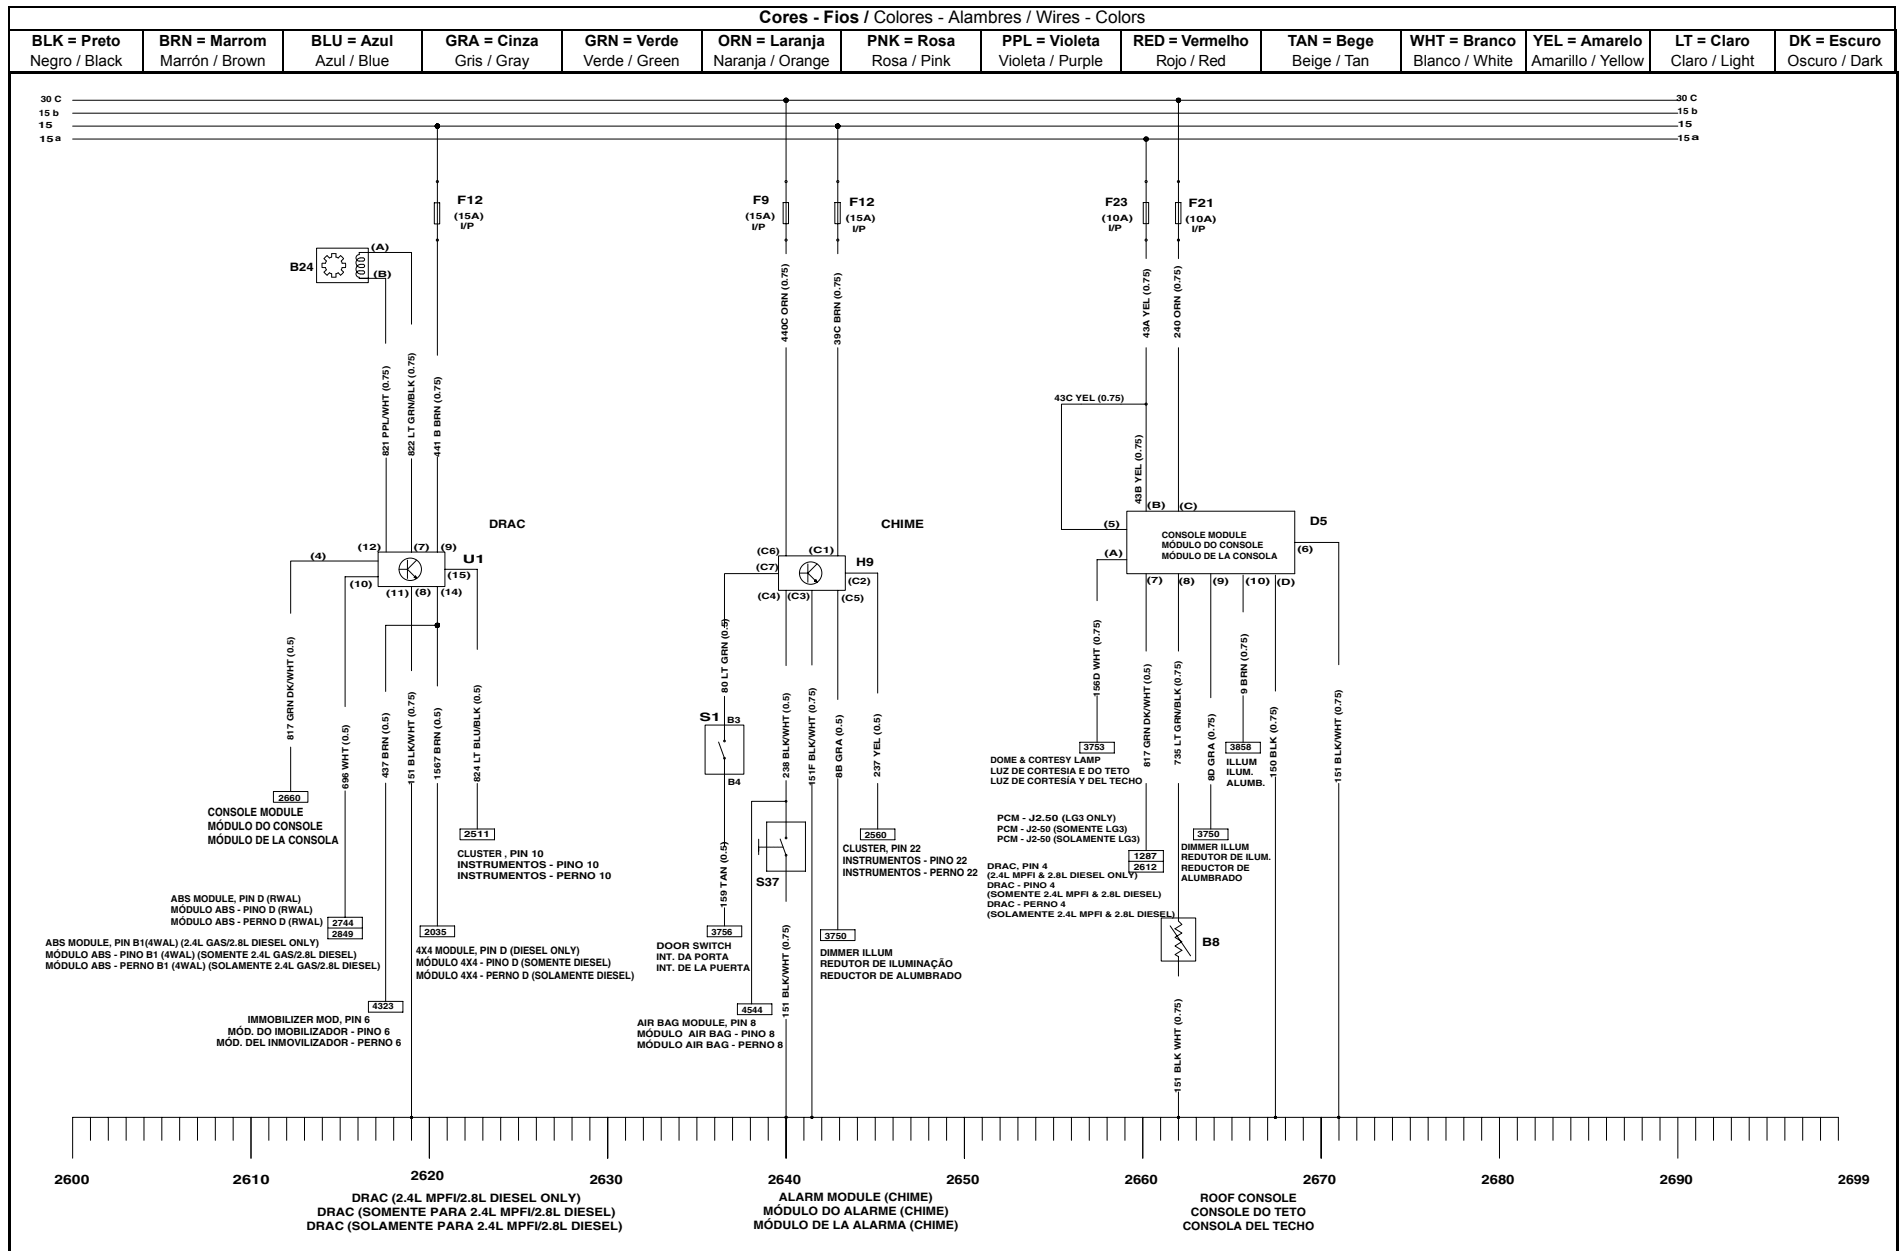 Cores - Fios / Colores - Alambres / Wires - Colors
BLK = Preto
Negro / Black
BRN = Marrom
Marrón / Brown
BLU = Azul
Azul / Blue
GRA = Cinza
Gris / Gray
GRN = Verde
Verde / Green
ORN = Laranja
Naranja / Orange
PNK = Rosa
Rosa / Pink
PPL = Violeta
Violeta / Purple
RED = Vermelho
Rojo / Red
TAN = Bege
Beige / Tan
WHT = Branco
Blanco / White
YEL = Amarelo
Amarillo / Yellow
LT = Claro
Claro / Light
DK = Escuro
Oscuro / Dark
30 C
15 b
15
15 a
30 C
15 b
15
15 a
F12
(15A)
I/P
B24
(A)
(B)
821 PPL/WHT (0.75)
822 LT GRN/BLK (0.75)
441 B BRN (0.75)
DRAC
(12)
(7)
(9)
U1
(4)
(10)
(15)
(11)
(8)
(14)
817 GRN DK/WHT (0.5)
696 WHT (0.5)
437 BRN (0.5)
151 BLK/WHT (0.75)
1567 BRN (0.5)
824 LT BLU/BLK (0.5)
2660
CONSOLE MODULE
MÓDULO DO CONSOLE
MÓDULO DE LA CONSOLA
2511
CLUSTER , PIN 10
INSTRUMENTOS - PINO 10
INSTRUMENTOS - PERNO 10
ABS MODULE, PIN D (RWAL)
MÓDULO ABS - PINO D (RWAL)
MÓDULO ABS - PERNO D (RWAL)
2744
2849
ABS MODULE, PIN B1(4WAL) (2.4L GAS/2.8L DIESEL ONLY)
MÓDULO ABS - PINO B1 (4WAL) (SOMENTE 2.4L GAS/2.8L DIESEL)
MÓDULO ABS - PERNO B1 (4WAL) (SOLAMENTE 2.4L GAS/2.8L DIESEL)
2035
4X4 MODULE, PIN D (DIESEL ONLY)
MÓDULO 4X4 - PINO D (SOMENTE DIESEL)
MÓDULO 4X4 - PERNO D (SOLAMENTE DIESEL)
4323
IMMOBILIZER MOD, PIN 6
MÓD. DO IMOBILIZADOR - PINO 6
MÓD. DEL INMOVILIZADOR - PERNO 6
F9
(15A)
I/P
F12
(15A)
I/P
440C ORN (0.75)
39C BRN (0.75)
CHIME
(C6)
(C1)
H9
(C7)
(C2)
(C4)
(C3)
(C5)
80 LT GRN (0.5)
238 BLK/WHT (0.5)
151F BLK/WHT (0.75)
8B GRA (0.5)
237 YEL (0.5)
S1
B3
B4
159 TAN (0.5)
S37
151 BLK/WHT (0.75)
2560
CLUSTER, PIN 22
INSTRUMENTOS - PINO 22
INSTRUMENTOS - PERNO 22
3756
DOOR SWITCH
INT. DA PORTA
INT. DE LA PUERTA
3750
DIMMER ILLUM
REDUTOR DE ILUMINAÇÃO
REDUCTOR DE ALUMBRADO
4544
AIR BAG MODULE, PIN 8
MÓDULO AIR BAG - PINO 8
MÓDULO AIR BAG - PERNO 8
F23
(10A)
I/P
F21
(10A)
I/P
43A YEL (0.75)
240 ORN (0.75)
43C YEL (0.75)
43B YEL (0.75)
(B)
(C)
D5
(5)
(A)
(6)
CONSOLE MODULE
MÓDULO DO CONSOLE
MÓDULO DE LA CONSOLA
(7)
(8)
(9)
(10)
(D)
156D WHT (0.75)
817 GRN DK/WHT (0.5)
735 LT GRN/BLK (0.75)
8D GRA (0.75)
9 BRN (0.75)
150 BLK (0.75)
151 BLK/WHT (0.75)
3753
DOME & CORTESY LAMP
LUZ DE CORTESIA E DO TETO
LUZ DE CORTESÍA Y DEL TECHO
3858
ILLUM
ILUM.
ALUMB.
PCM - J2.50 (LG3 ONLY)
PCM - J2-50 (SOMENTE LG3)
PCM - J2-50 (SOLAMENTE LG3)
1287
2612
DRAC, PIN 4
(2.4L MPFI & 2.8L DIESEL ONLY)
DRAC - PINO 4
(SOMENTE 2.4L MPFI & 2.8L DIESEL)
DRAC - PERNO 4
(SOLAMENTE 2.4L MPFI & 2.8L DIESEL)
3750
DIMMER ILLUM
REDUTOR DE ILUM.
REDUCTOR DE
ALUMBRADO
B8
151 BLK WHT (0.75)
2600
2610
2620
2630
2640
2650
2660
2670
2680
2690
2699
DRAC (2.4L MPFI/2.8L DIESEL ONLY)
DRAC (SOMENTE PARA 2.4L MPFI/2.8L DIESEL)
DRAC (SOLAMENTE PARA 2.4L MPFI/2.8L DIESEL)
ALARM MODULE (CHIME)
MÓDULO DO ALARME (CHIME)
MÓDULO DE LA ALARMA (CHIME)
ROOF CONSOLE
CONSOLE DO TETO
CONSOLA DEL TECHO